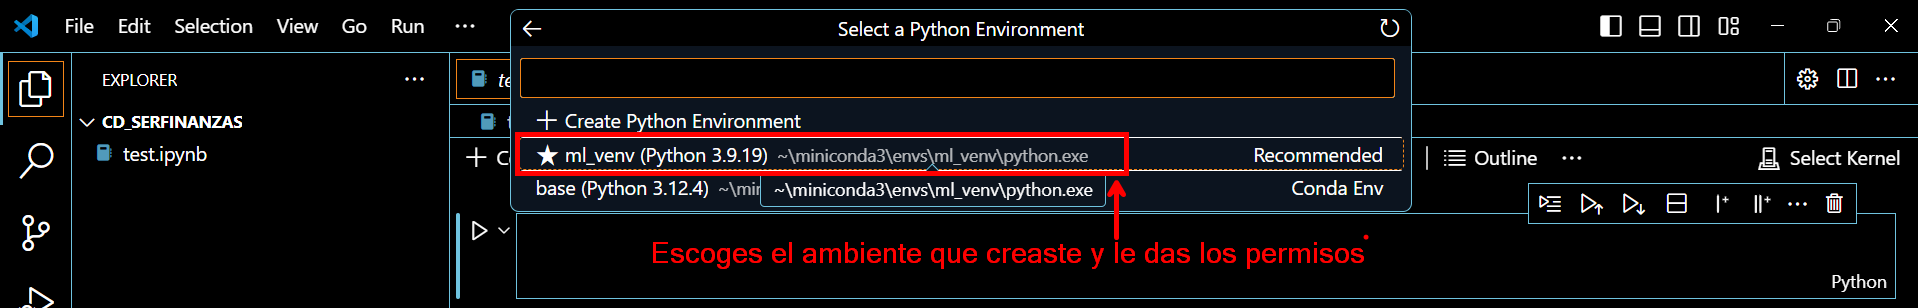 File Edit Selection View Go Run ...
Select a Python Environment
EXPLORER ...
te
+ Create Python Environment
CD_SERFINANZAS
test.ipynb
+ C
★ ml_venv (Python 3.9.19) ~\miniconda3\envs\ml_venv\python.exe Recommended
Outline ...
Select Kernel
base (Python 3.12.4) ~\mi
~\miniconda3\envs\ml_venv\python.exe
Conda Env
Escoges el ambiente que creaste y le das los permisos
Python